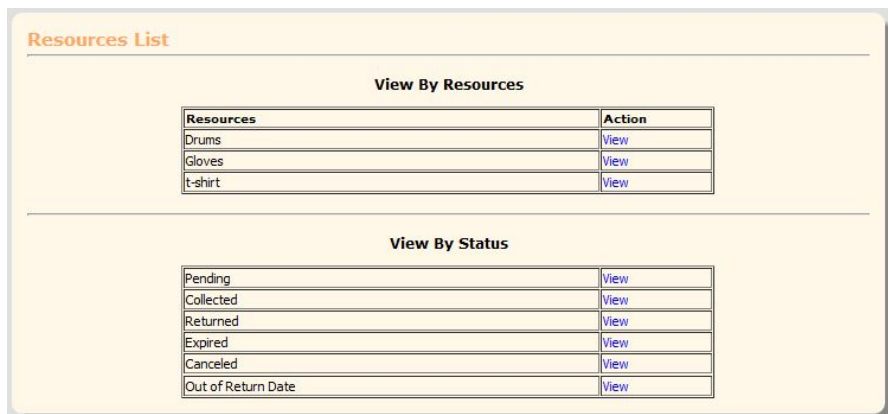 Resources List
View By Resources
Resources Action
Drums View
Gloves View
t-shirt View
View By Status
Pending View
Collected View
Returned View
Expired View
Canceled View
Out of Return Date View